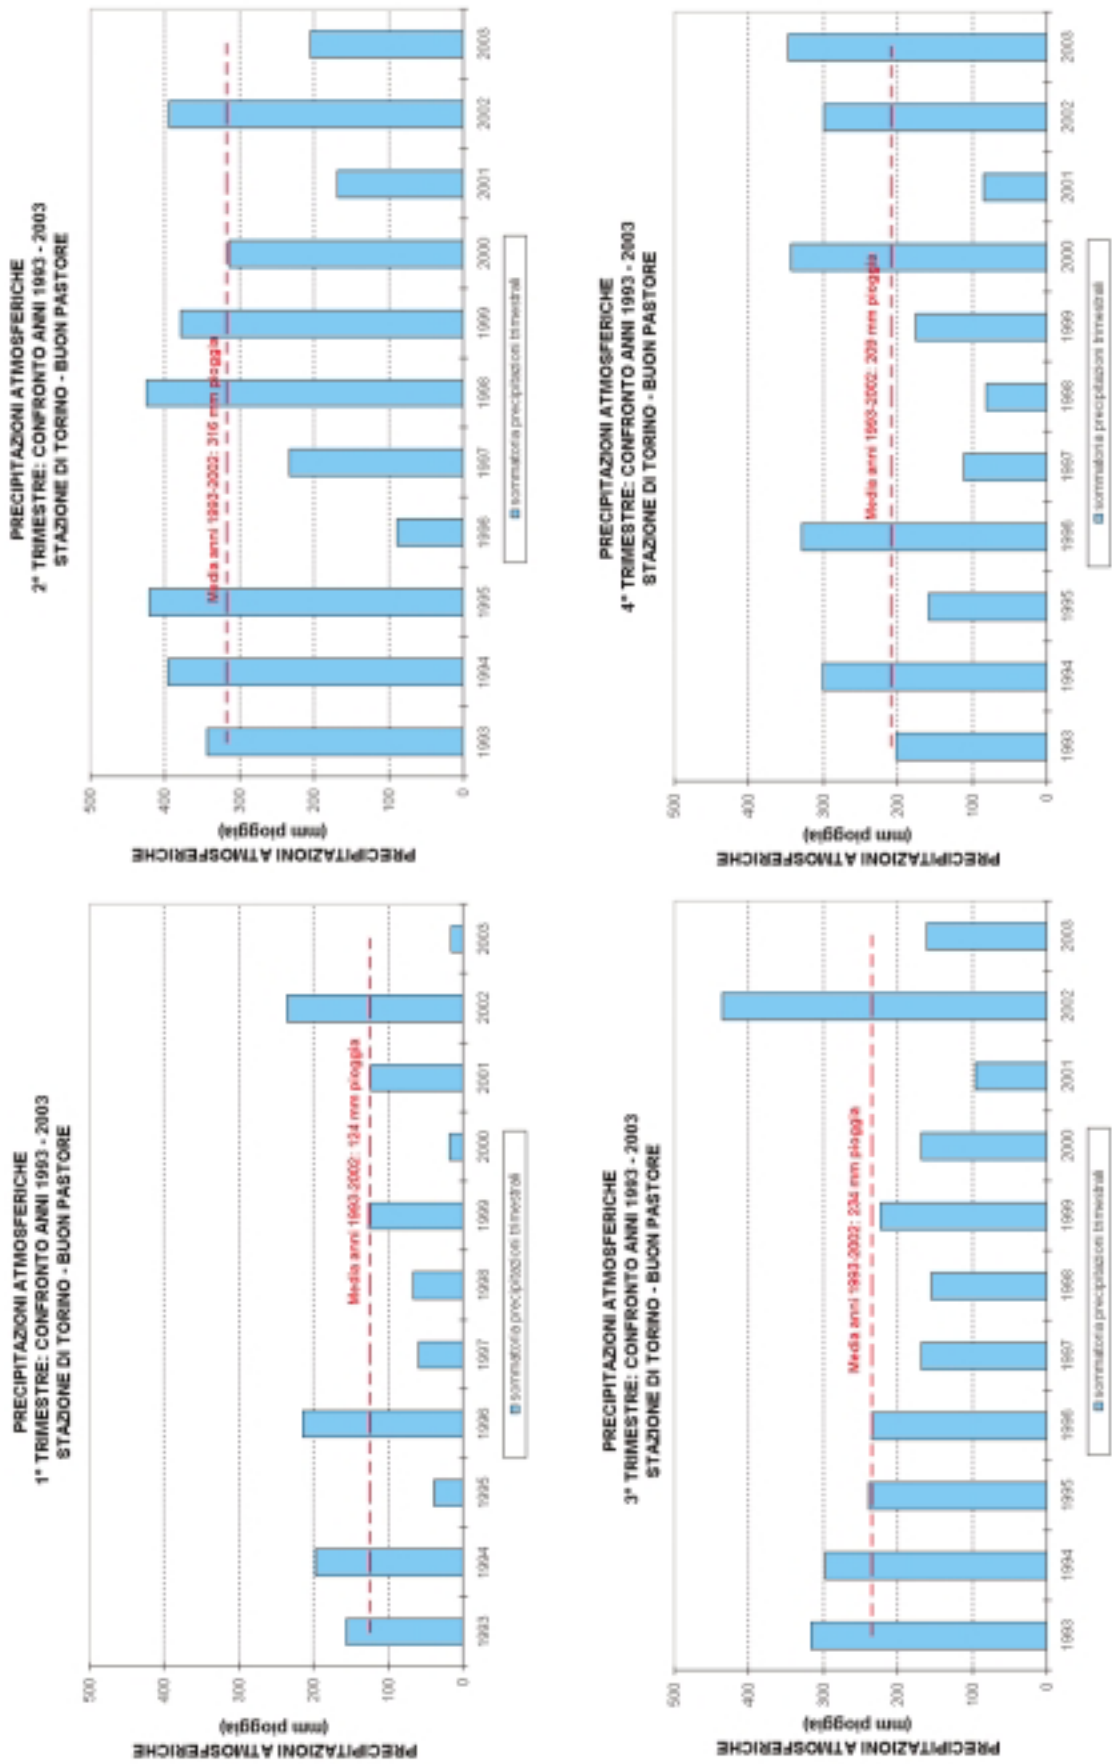 PRECIPITAZIONI ATMOSFERICHE
1° TRIMESTRE: CONFRONTO ANNI 1993 - 2003
STAZIONE DI TORINO - BUON PASTORE
PRECIPITAZIONI ATMOSFERICHE
(mm pioggia)
500
400
300
200
100
0
Media anni 1993-2002: 124 mm pioggia
1993 1994 1995 1996 1997 1998 1999 2000 2001 2002 2003
sommatoria precipitazioni trimestrali
PRECIPITAZIONI ATMOSFERICHE
2° TRIMESTRE: CONFRONTO ANNI 1993 - 2003
STAZIONE DI TORINO - BUON PASTORE
PRECIPITAZIONI ATMOSFERICHE
(mm pioggia)
500
400
300
200
100
0
Media anni 1993-2002: 316 mm pioggia
1993 1994 1995 1996 1997 1998 1999 2000 2001 2002 2003
sommatoria precipitazioni trimestrali
PRECIPITAZIONI ATMOSFERICHE
3° TRIMESTRE: CONFRONTO ANNI 1993 - 2003
STAZIONE DI TORINO - BUON PASTORE
PRECIPITAZIONI ATMOSFERICHE
(mm pioggia)
500
400
300
200
100
0
Media anni 1993-2002: 234 mm pioggia
1993 1994 1995 1996 1997 1998 1999 2000 2001 2002 2003
sommatoria precipitazioni trimestrali
PRECIPITAZIONI ATMOSFERICHE
4° TRIMESTRE: CONFRONTO ANNI 1993 - 2003
STAZIONE DI TORINO - BUON PASTORE
PRECIPITAZIONI ATMOSFERICHE
(mm pioggia)
500
400
300
200
100
0
Media anni 1993-2002: 209 mm pioggia
1993 1994 1995 1996 1997 1998 1999 2000 2001 2002 2003
sommatoria precipitazioni trimestrali